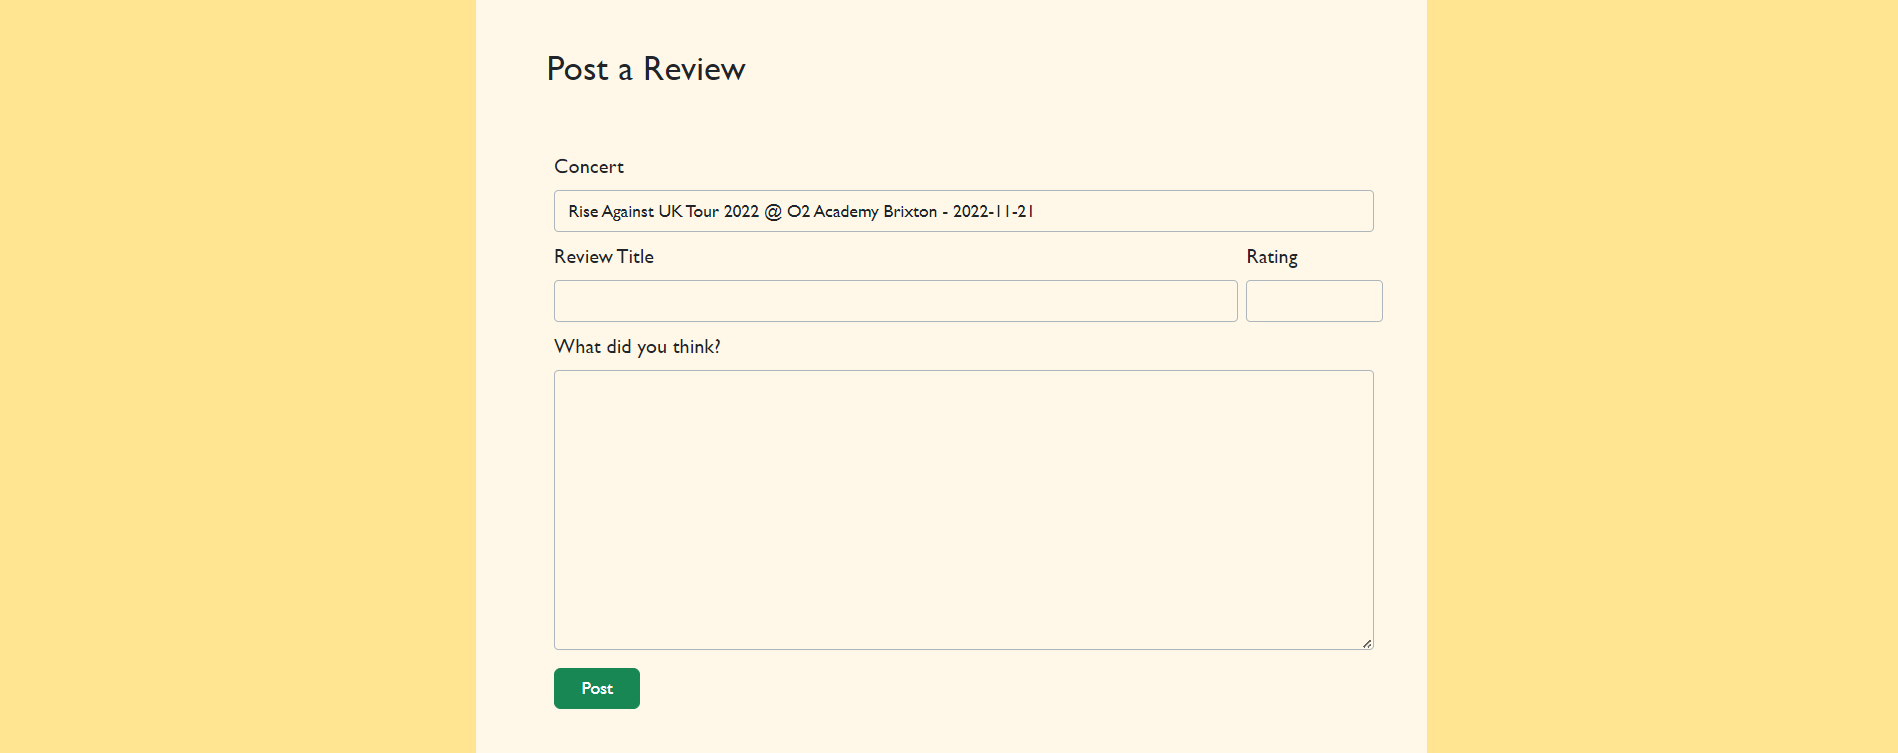 Post a Review
Concert
Rise Against UK Tour 2022 @ O2 Academy Brixton - 2022-11-21
Review Title
Rating
What did you think?
Post